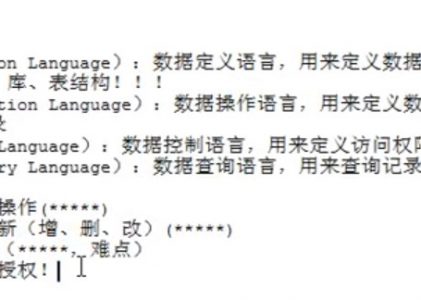 on Language)：数据定义语言，用来定义数据
库、表结构！！！
tion Language)：数据操作语言，用来定义数
录
Language)：数据控制语言，用来定义访问权限
ry Language)：数据查询语言，用来查询记录
操作(*****)
新（增、删、改）(*****)
（*****，难点）
授权！